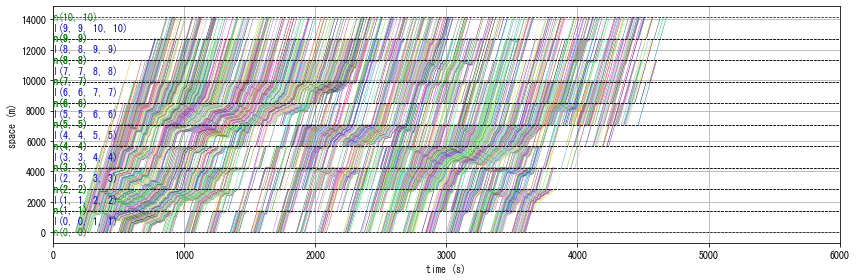 14000
12000
10000
8000
6000
4000
2000
0
space (m)
n(10, 10)
l(9, 9, 10, 10)
n(9, 9)
l(8, 8, 9, 9)
n(8, 8)
l(7, 7, 8, 8)
n(7, 7)
l(6, 6, 7, 7)
n(6, 6)
l(5, 5, 6, 6)
n(5, 5)
l(4, 4, 5, 5)
n(4, 4)
l(3, 3, 4, 4)
n(3, 3)
l(2, 2, 3, 3)
n(2, 2)
l(1, 1, 2, 2)
n(1, 1)
l(0, 0, 1, 1)
n(0, 0)
0 1000 2000 3000 4000 5000 6000
time (s)